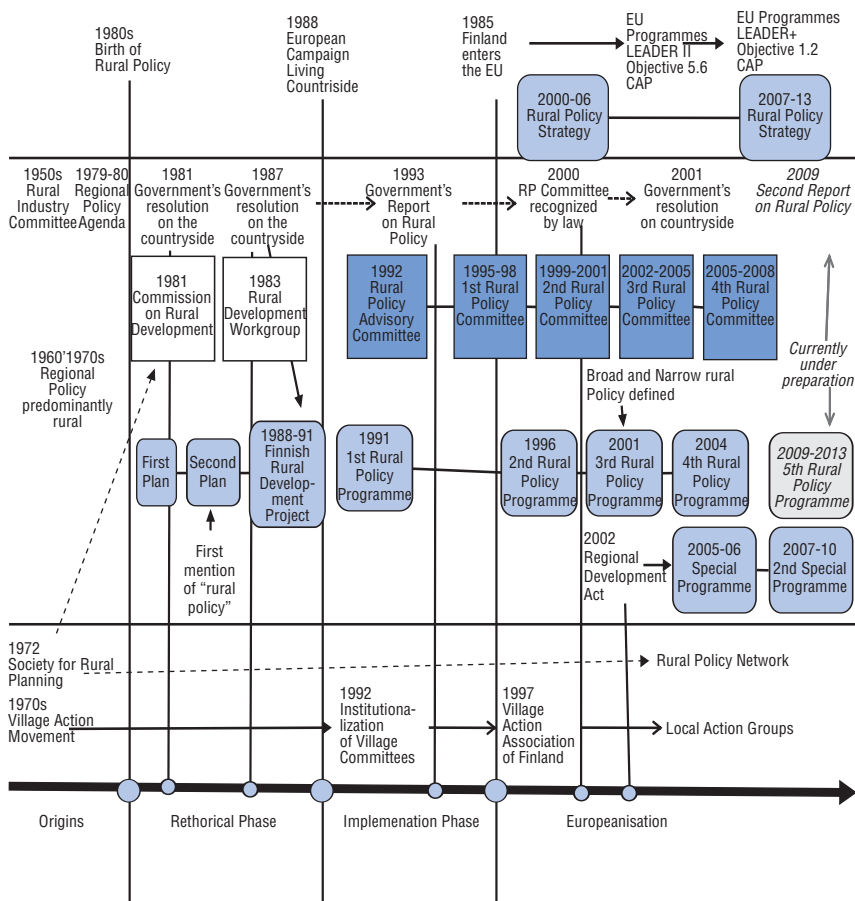 1980s
Birth of
Rural Policy
1988
European
Campaign
Living
Countriside
1985
Finland
enters
the EU
EU
Programmes
LEADER II
Objective 5.6
CAP
EU Programmes
LEADER+
Objective 1.2
CAP
2000-06
Rural Policy
Strategy
2007-13
Rural Policy
Strategy
1950s
Rural
Industry
Committee
1979-80
Regional
Policy
Agenda
1981
Government's
resolution
on the
countryside
1987
Government's
resolution on
the countryside
1993
Government's
Report
on Rural
Policy
2000
RP Committee
recognized
by law
2001
Government's
resolution
on countryside
2009
Second Report
on Rural Policy
1981
Commission
on Rural
Development
1983
Rural
Development
Workgroup
1992
Rural
Policy
Advisory
Committee
1995-98
1st Rural
Policy
Committee
1999-2001
2nd Rural
Policy
Committee
2002-2005
3rd Rural
Policy
Committee
2005-2008
4th Rural
Policy
Committee
Currently
under
preparation
1960'1970s
Regional
Policy
predominantly
rural
Broad and Narrow rural
Policy defined
First
Plan
Second
Plan
1988-91
Finnish
Rural
Develop-
ment
Project
1991
1st Rural
Policy
Programme
1996
2nd Rural
Policy
Programme
2001
3rd Rural
Policy
Programme
2004
4th Rural
Policy
Programme
2009-2013
5th Rural
Policy
Programme
First
mention
of "rural
policy"
2002
Regional
Development
Act
2005-06
Special
Programme
2007-10
2nd Special
Programme
1972
Society for Rural
Planning
Rural Policy Network
1970s
Village Action
Movement
1992
Institutiona-
lization
of Village
Committees
1997
Village
Action
Association
of Finland
Local Action Groups
Origins
Rethorical Phase
Implemenation Phase
Europeanisation